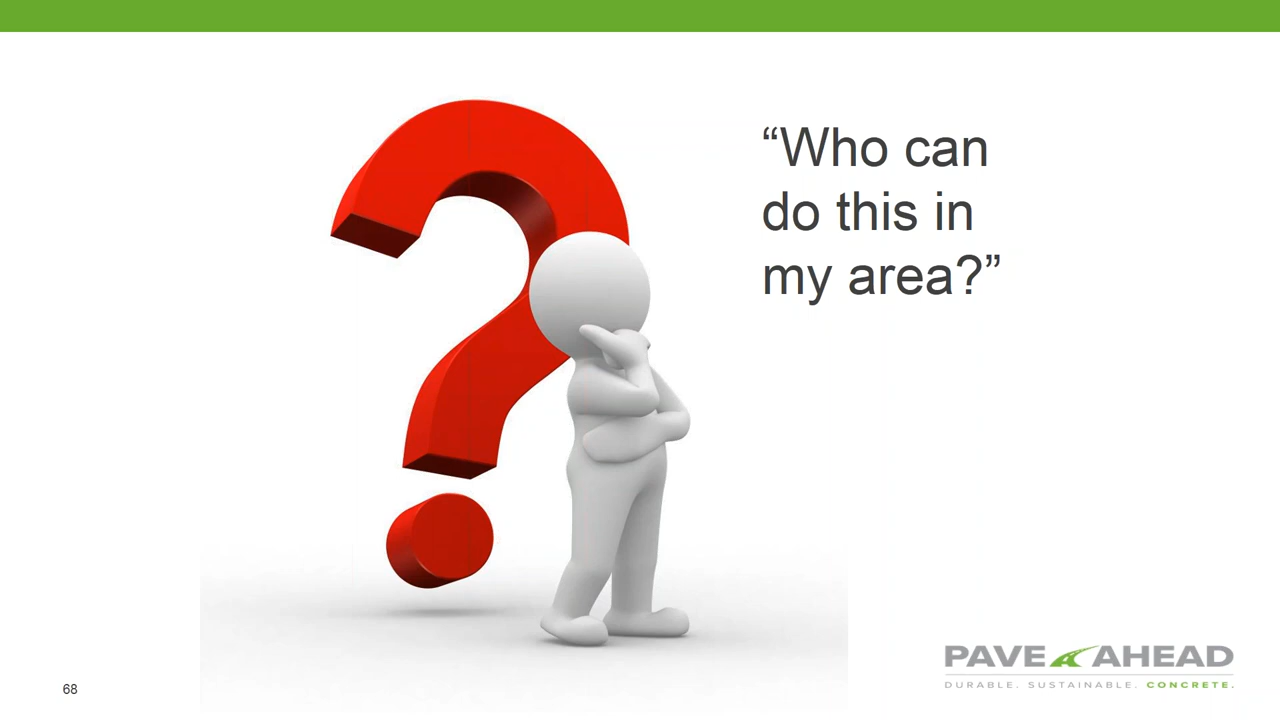 “Who can
do this in
my area?”
PAVE AHEAD
DURABLE. SUSTAINABLE. CONCRETE.
68